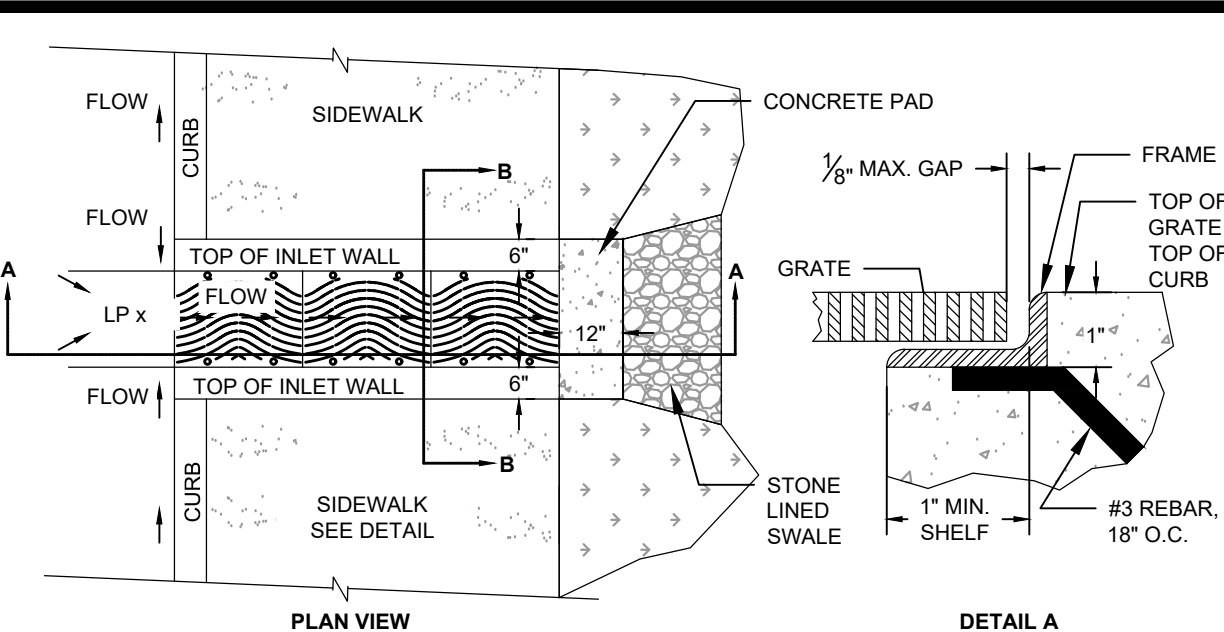 FLOW
SIDEWALK
CURB
CONCRETE PAD
B
FLOW
TOP OF INLET WALL
6"
A
FLOW
LP x
12"
A
TOP OF INLET WALL
6"
FLOW
B
CURB
SIDEWALK
SEE DETAIL
STONE
LINED
SWALE
PLAN VIEW
1/8" MAX. GAP
FRAME
TOP OF
GRATE
TOP OF
CURB
GRATE
1"
1" MIN.
SHELF
#3 REBAR,
18" O.C.
DETAIL A